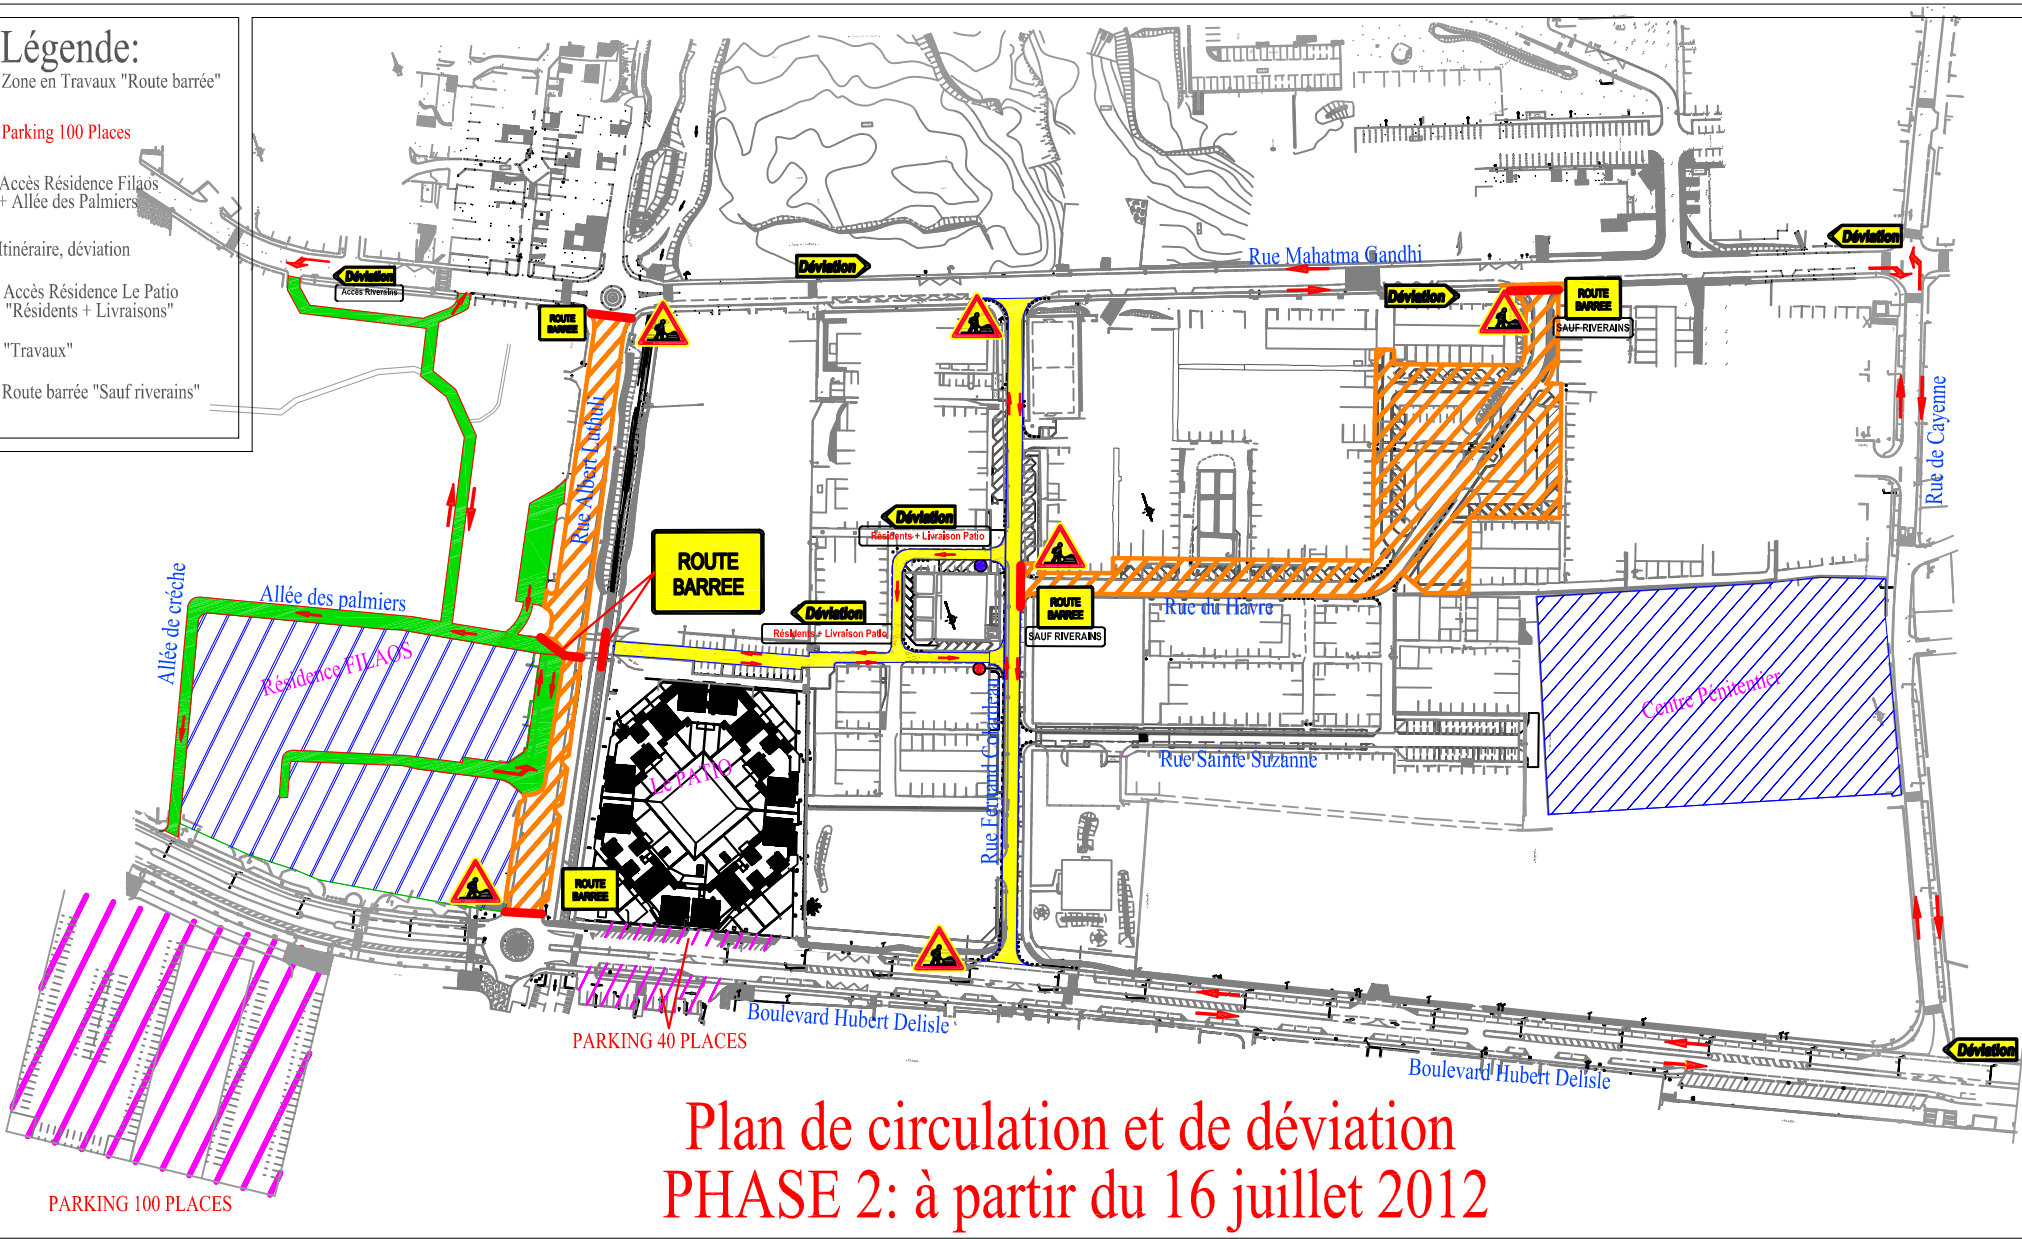 Légende:
Zone en Travaux "Route barrée"
Parking 100 Places
Accès Résidence Filaos
+ Allée des Palmiers
Itinéraire, déviation
Accès Résidence Le Patio
"Résidents + Livraisons"
"Travaux"
Route barrée "Sauf riverains"
Déviation
Accès Riverains
ROUTE
BARREE
Déviation
Rue Mahatma Gandhi
Déviation
ROUTE
BARREE
SAUF RIVERAINS
Déviation
Rue de Cayenne
Rue Albert Luthuli
ROUTE
BARREE
Déviation
Résidents + Livraison Patio
Déviation
Résidents + Livraison Patio
ROUTE
BARREE
SAUF RIVERAINS
Rue du Havre
Allée de créche
Allée des palmiers
Résidence FILAOS
Le PATIO
Rue Fernand Colardeau
Rue Sainte Suzanne
Centre Pénitentier
ROUTE
BARREE
PARKING 40 PLACES
Boulevard Hubert Delisle
Boulevard Hubert Delisle
Déviation
PARKING 100 PLACES
Plan de circulation et de déviation
PHASE 2: à partir du 16 juillet 2012